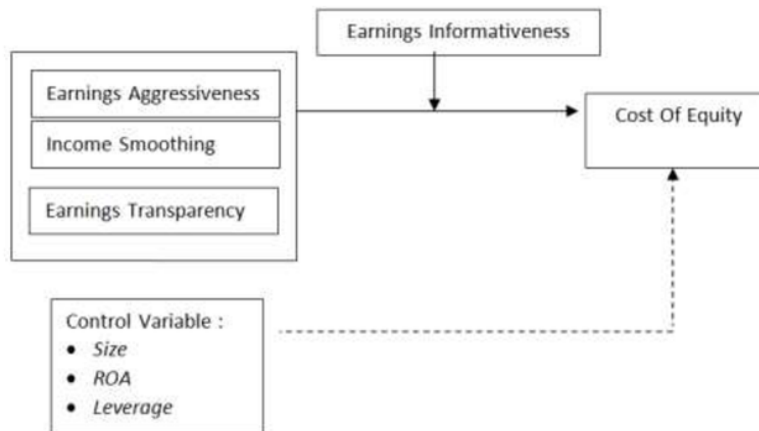 Earnings Informativeness
Earnings Aggressiveness
Income Smoothing
Earnings Transparency
Cost Of Equity
Control Variable :
• Size
• ROA
• Leverage